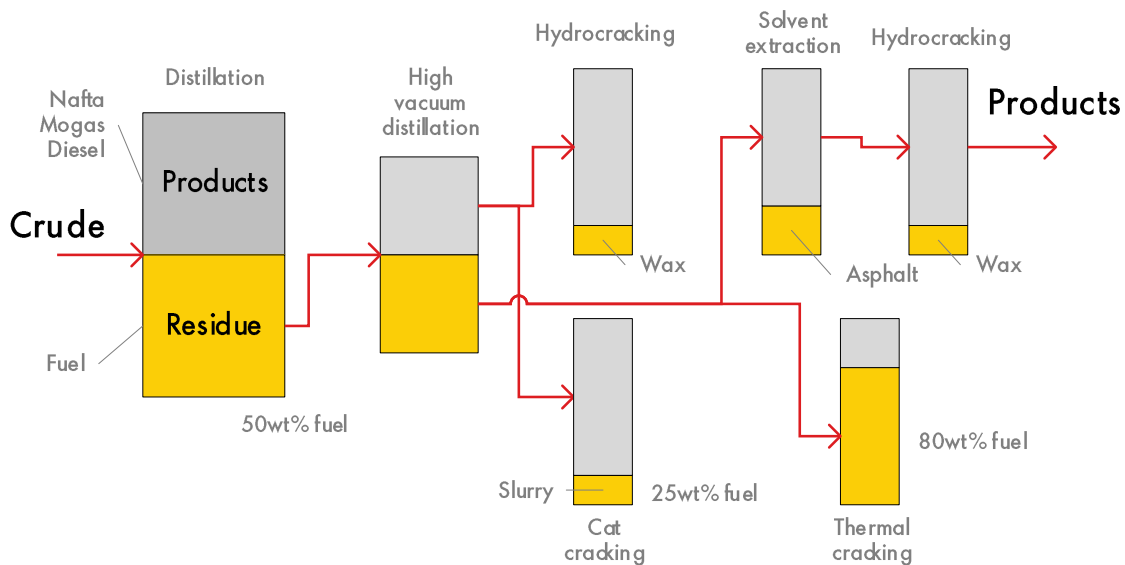 Hydrocracking
Solvent
extraction
Hydrocracking
Distillation
High
vacuum
distillation
Nafta
Mogas
Diesel
Products
Products
Crude
Wax
Asphalt
Wax
Residue
Fuel
50wt% fuel
80wt% fuel
Slurry
25wt% fuel
Cat
cracking
Thermal
cracking